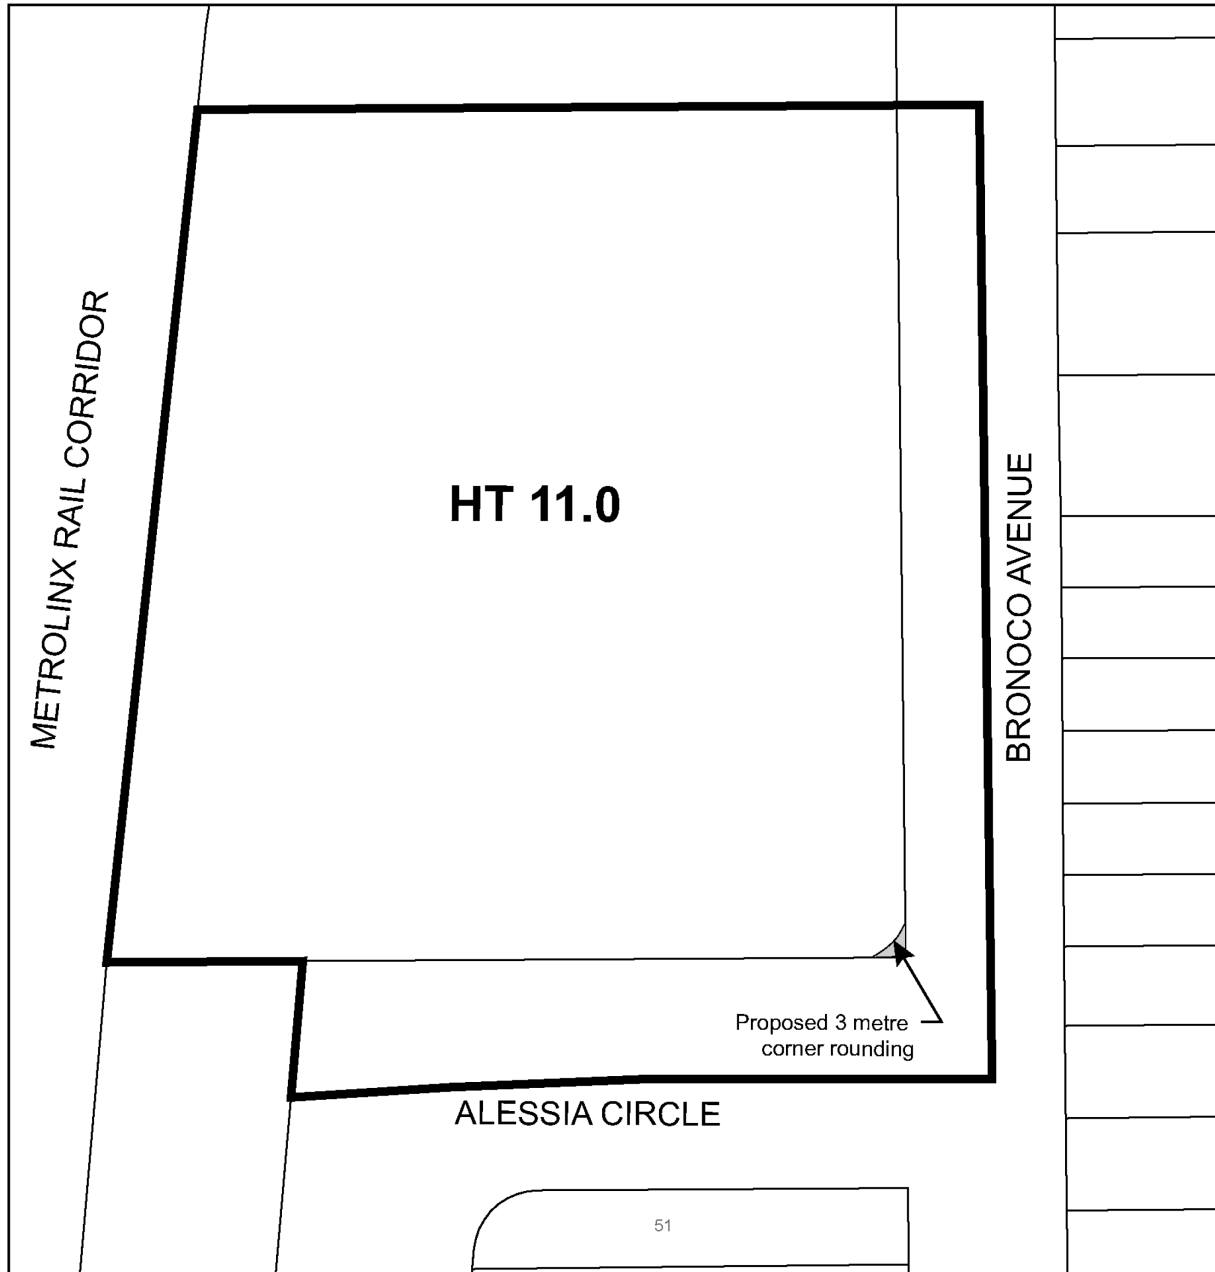 METROLINX RAIL CORRIDOR
HT 11.0
BRONOCO AVENUE
Proposed 3 metre
corner rounding
ALESSIA CIRCLE
51